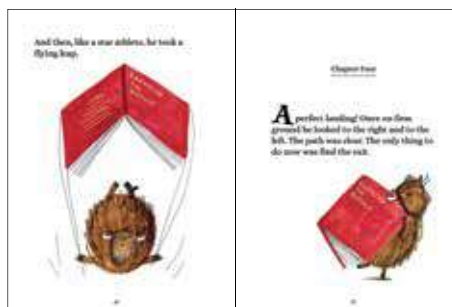 And then, like a star athlete, he took a
flying leap.
Chapter Four
A perfect landing! Once on firm
ground he looked to the right and to the
left. The path was clear. The only thing to
do now was find the exit.